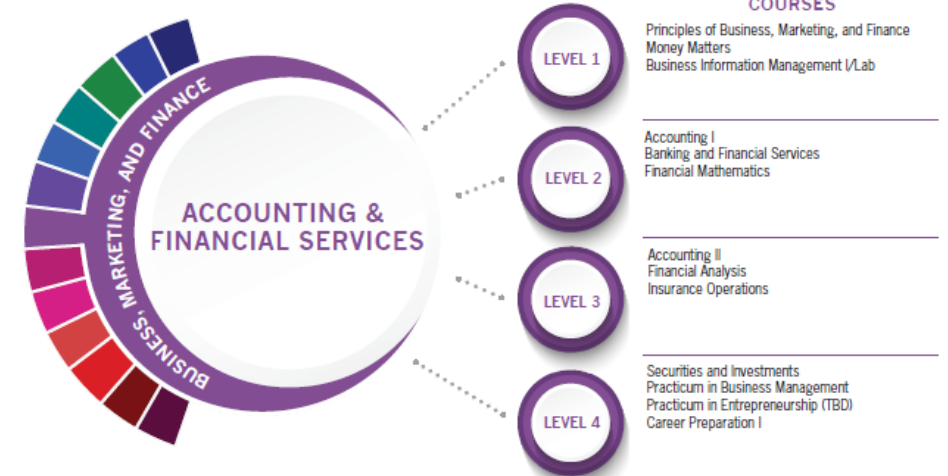 COURSES
BUSINESS, MARKETING, AND FINANCE
ACCOUNTING &
FINANCIAL SERVICES
LEVEL 1
Principles of Business, Marketing, and Finance
Money Matters
Business Information Management I/Lab
LEVEL 2
Accounting I
Banking and Financial Services
Financial Mathematics
LEVEL 3
Accounting II
Financial Analysis
Insurance Operations
LEVEL 4
Securities and Investments
Practicum in Business Management
Practicum in Entrepreneurship (TBD)
Career Preparation I